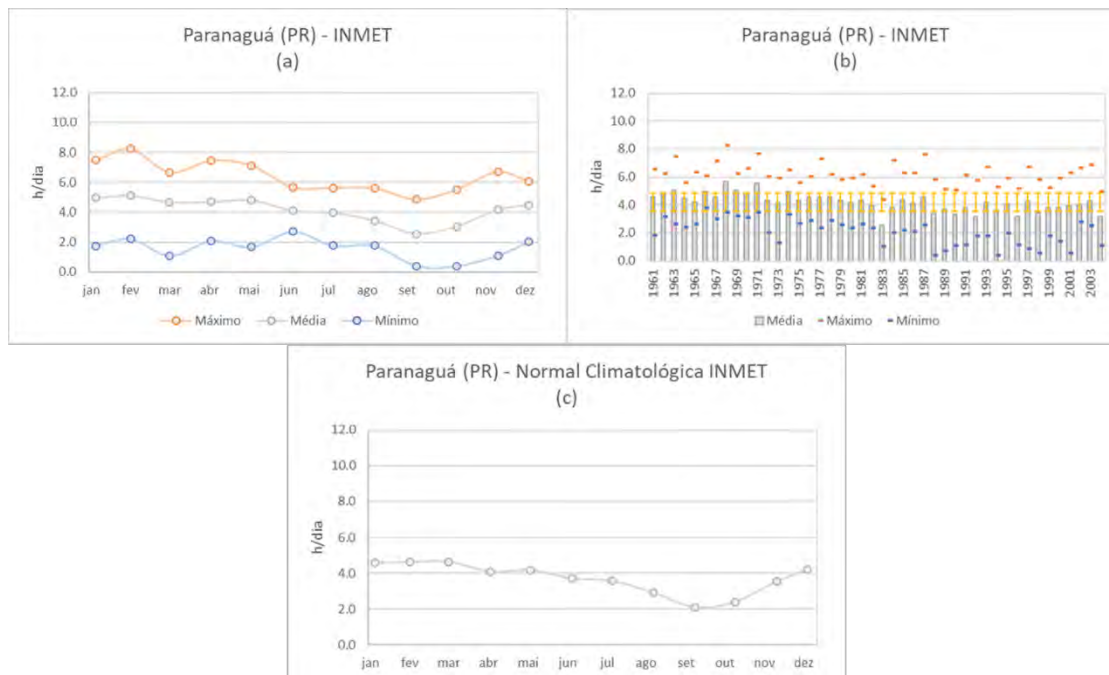 Paranaguá (PR) - INMET
(a)
h/dia
12.0
10.0
8.0
6.0
4.0
2.0
0.0
jan fev mar abr mai jun jul ago set out nov dez
Máximo Média Mínimo
Paranaguá (PR) - INMET
(b)
h/dia
12.0
10.0
8.0
6.0
4.0
2.0
0.0
1961 1963 1965 1967 1969 1971 1973 1975 1977 1979 1981 1983 1985 1987 1989 1991 1993 1995 1997 1999 2001 2003
Média Máximo Mínimo
Paranaguá (PR) - Normal Climatológica INMET
(c)
h/dia
12.0
10.0
8.0
6.0
4.0
2.0
0.0
jan fev mar abr mai jun jul ago set out nov dez